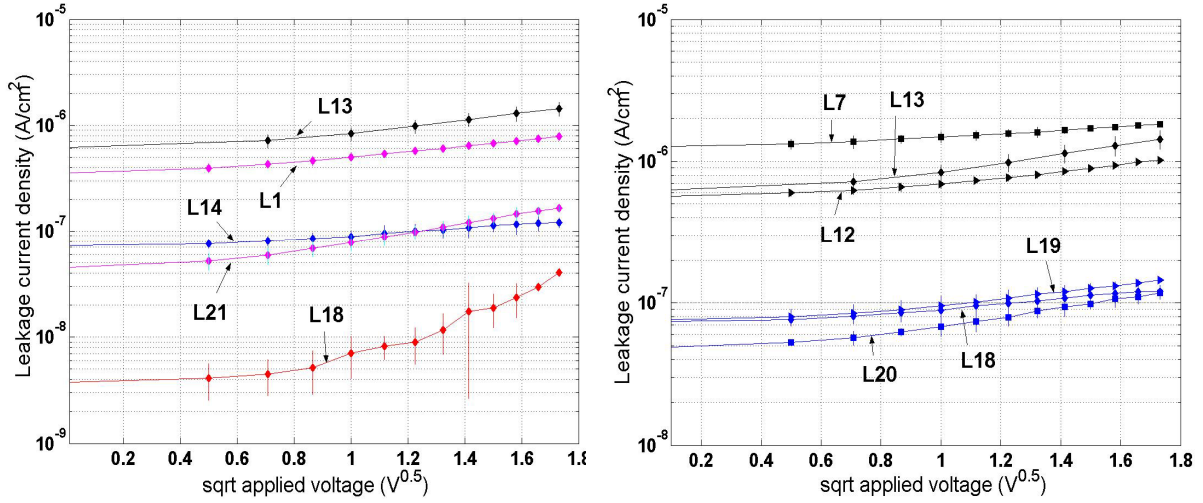 10^-5
10^-6
10^-7
10^-8
10^-9
Leakage current density (A/cm^2)
L13
L1
L14
L21
L18
0.2 0.4 0.6 0.8 1 1.2 1.4 1.6 1.8
sqrt applied voltage (V^0.5)
10^-5
10^-6
10^-7
10^-8
Leakage current density (A/cm^2)
L7
L13
L12
L19
L20
L18
0.2 0.4 0.6 0.8 1 1.2 1.4 1.6 1.8
sqrt applied voltage (V^0.5)